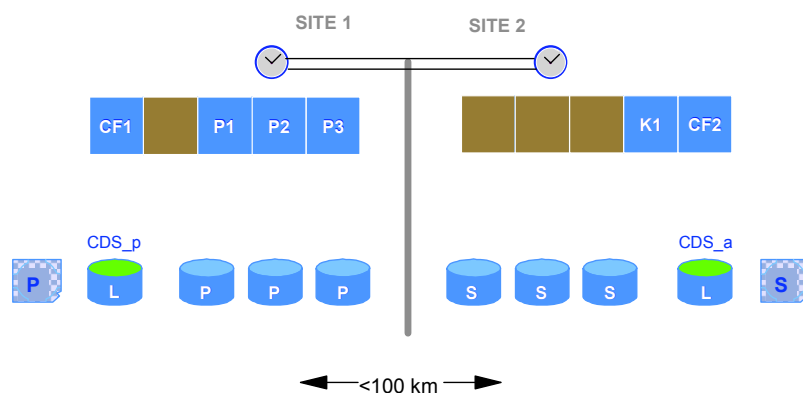 SITE 1 SITE 2
CF1 P1 P2 P3 K1 CF2
CDS_p CDS_a
P L P P P S S S L S
<100 km